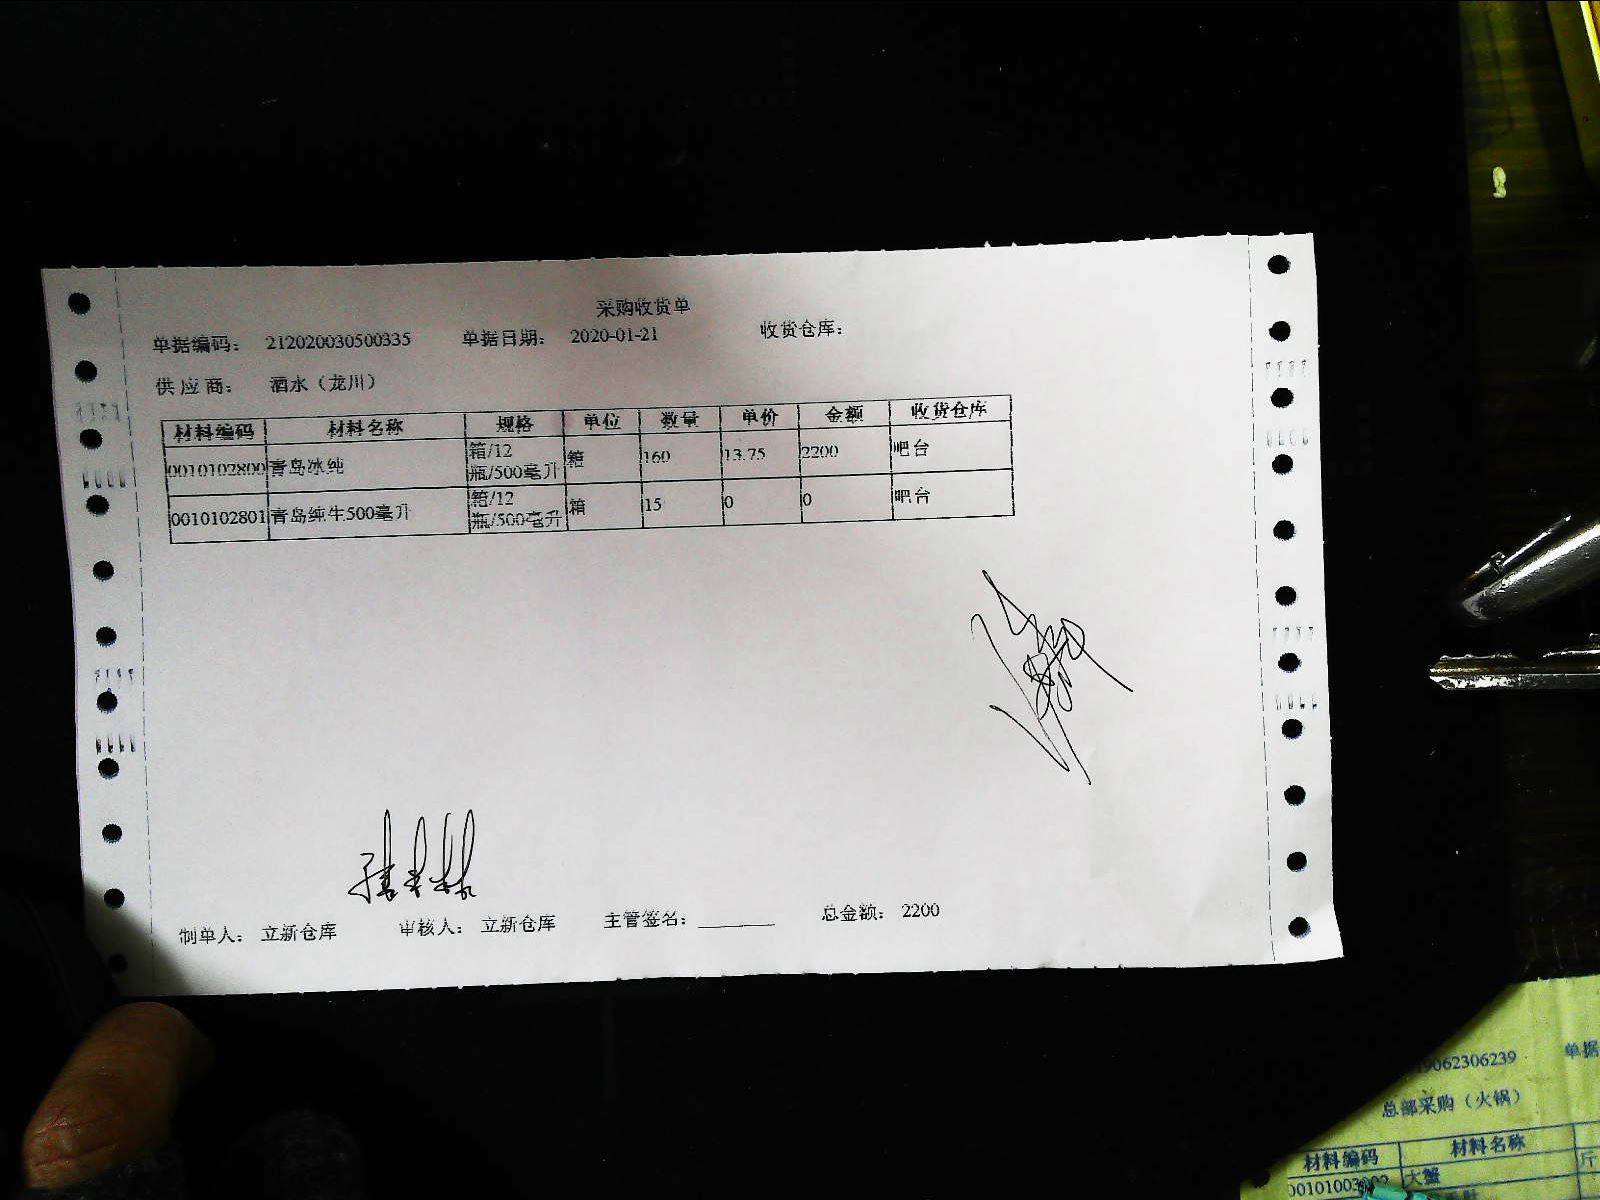 采购收货单
单据编码： 212020030500335 单据日期： 2020-01-21 收货仓库：
供 应 商： 酒水（龙川）
材料编码 材料名称 规格 单位 数量 单价 金额 收货仓库
0010102800 青岛冰纯 箱/12瓶/500毫升 箱 160 13.75 2200 吧台
0010102801 青岛纯生500毫升 箱/12瓶/500毫升 箱 15 0 0 吧台
制单人： 立新仓库 审核人： 立新仓库 主管签名：________ 总金额： 2200
9062306239 单据
总部采购（火锅）
材料编码 材料名称
大蟹 斤